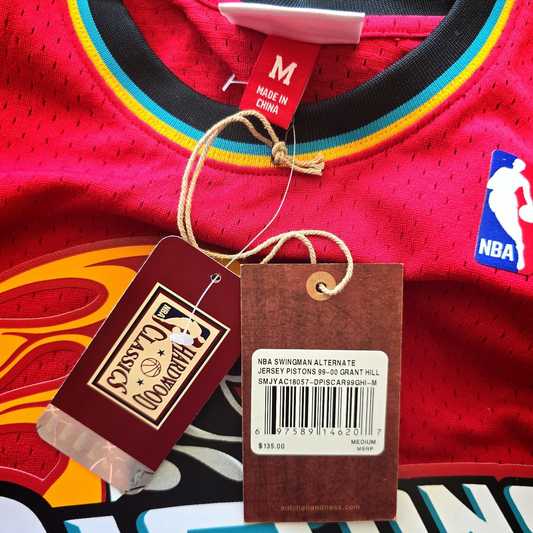 M
MADE IN
CHINA
NBA
NBA
HARDWOOD
CLASSICS
NBA SWINGMAN ALTERNATE
JERSEY PISTONS 99-00 GRANT HILL
SMJYAC18057-DPISCAR99GHI-M
6 97589 14620 7
$135.00
MEDIUM
MSRP
mitchellandness.com